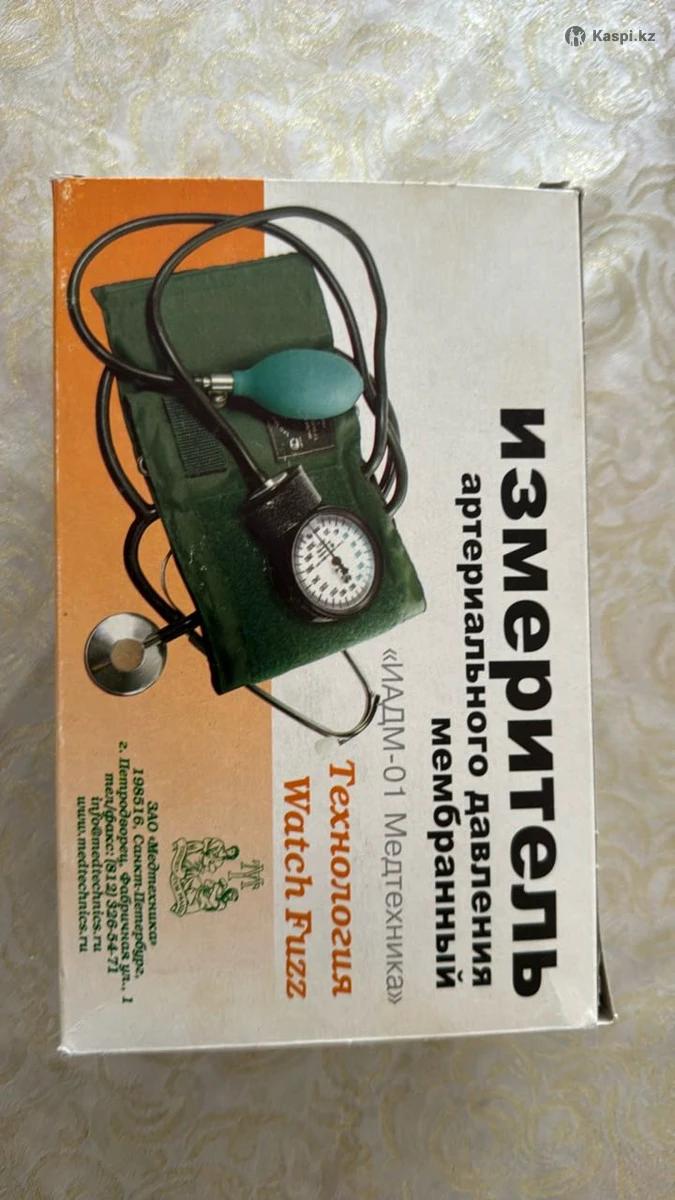 Kaspi.kz
измеритель
артериального давления
мембранный
«ИАДМ-01 Медтехника»
Технология
Watch Fuzz
ЗАО «Медтехника»
198516, Санкт-Петербург,
г. Петродворец, Фабричная ул., 1
тел/факс: (812) 326-54-71
info@medtechnics.ru
www.medtechnics.ru